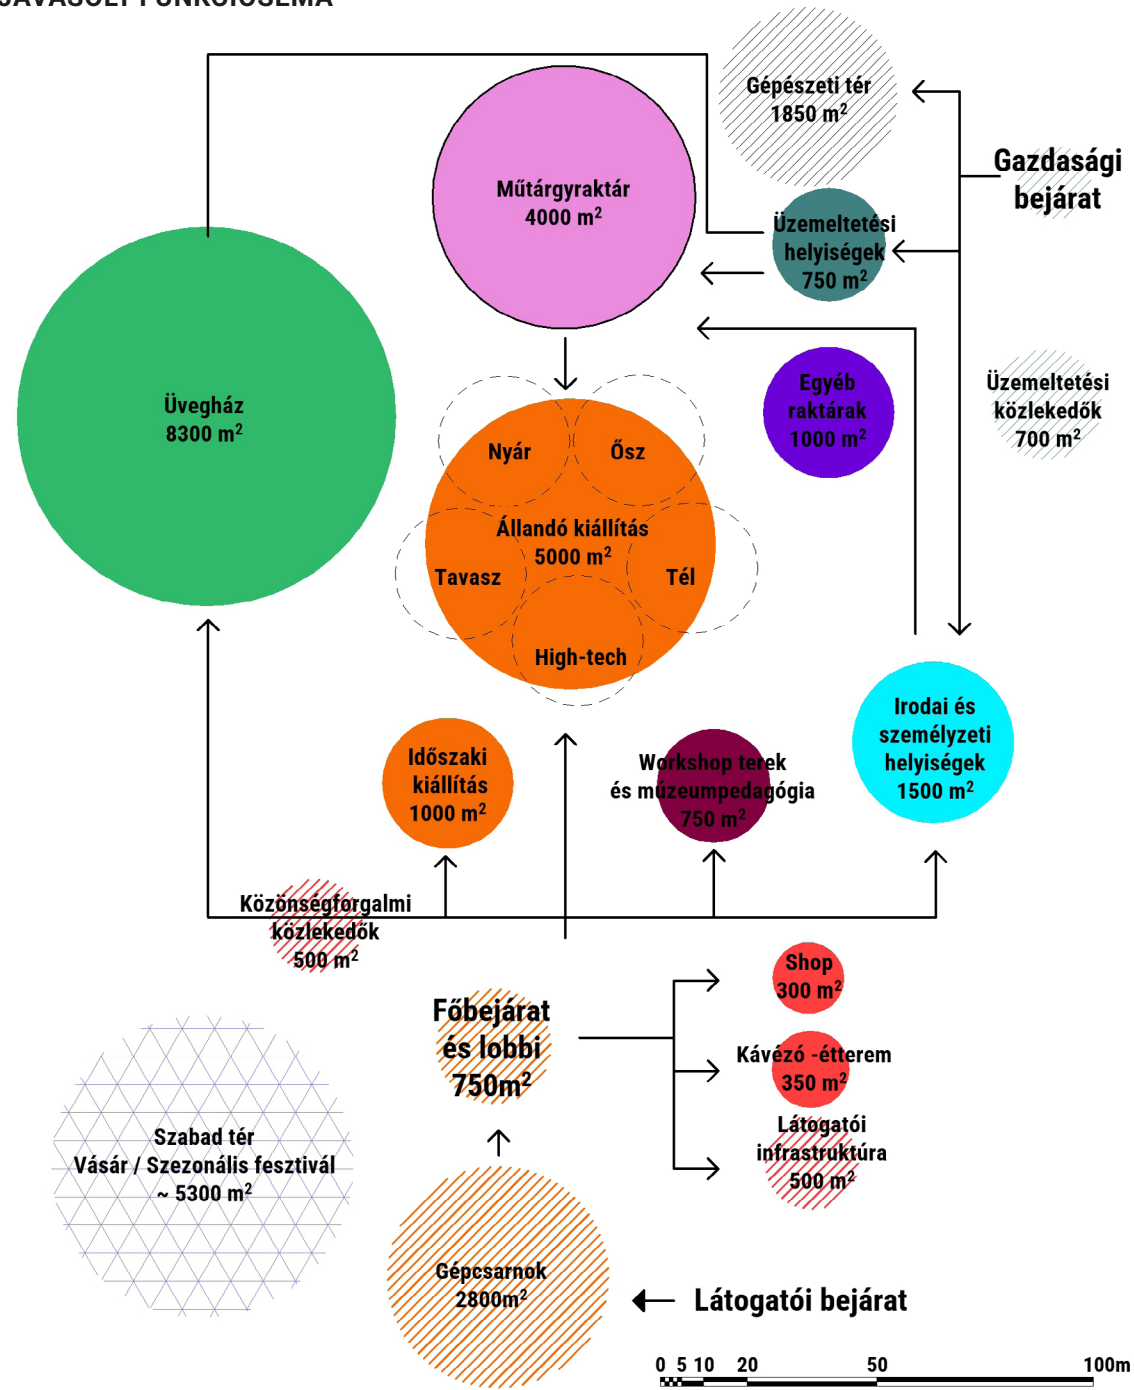 JAVASOLT FUNKCIÓSÉMA
Gépészeti tér
1850 m²
Gazdasági
bejárat
Műtárgyraktár
4000 m²
Üzemeltetési
helyiségek
750 m²
Üvegház
8300 m²
Egyéb
raktárak
1000 m²
Üzemeltetési
közlekedők
700 m²
Nyár
Ősz
Állandó kiállítás
5000 m²
Tavasz
Tél
High-tech
Időszaki
kiállítás
1000 m²
Workshop terek
és múzeumpedagógia
750 m²
Irodai és
személyzeti
helyiségek
1500 m²
Közönségforgalmi
közlekedők
500 m²
Shop
300 m²
Főbejárat
és lobbi
750m²
Kávézó -étterem
350 m²
Látogatói
infrastruktúra
500 m²
Szabad tér
Vásár / Szezonális fesztivál
~ 5300 m²
Gépcsarnok
2800m²
Látogatói bejárat
0 5 10 20 50 100m